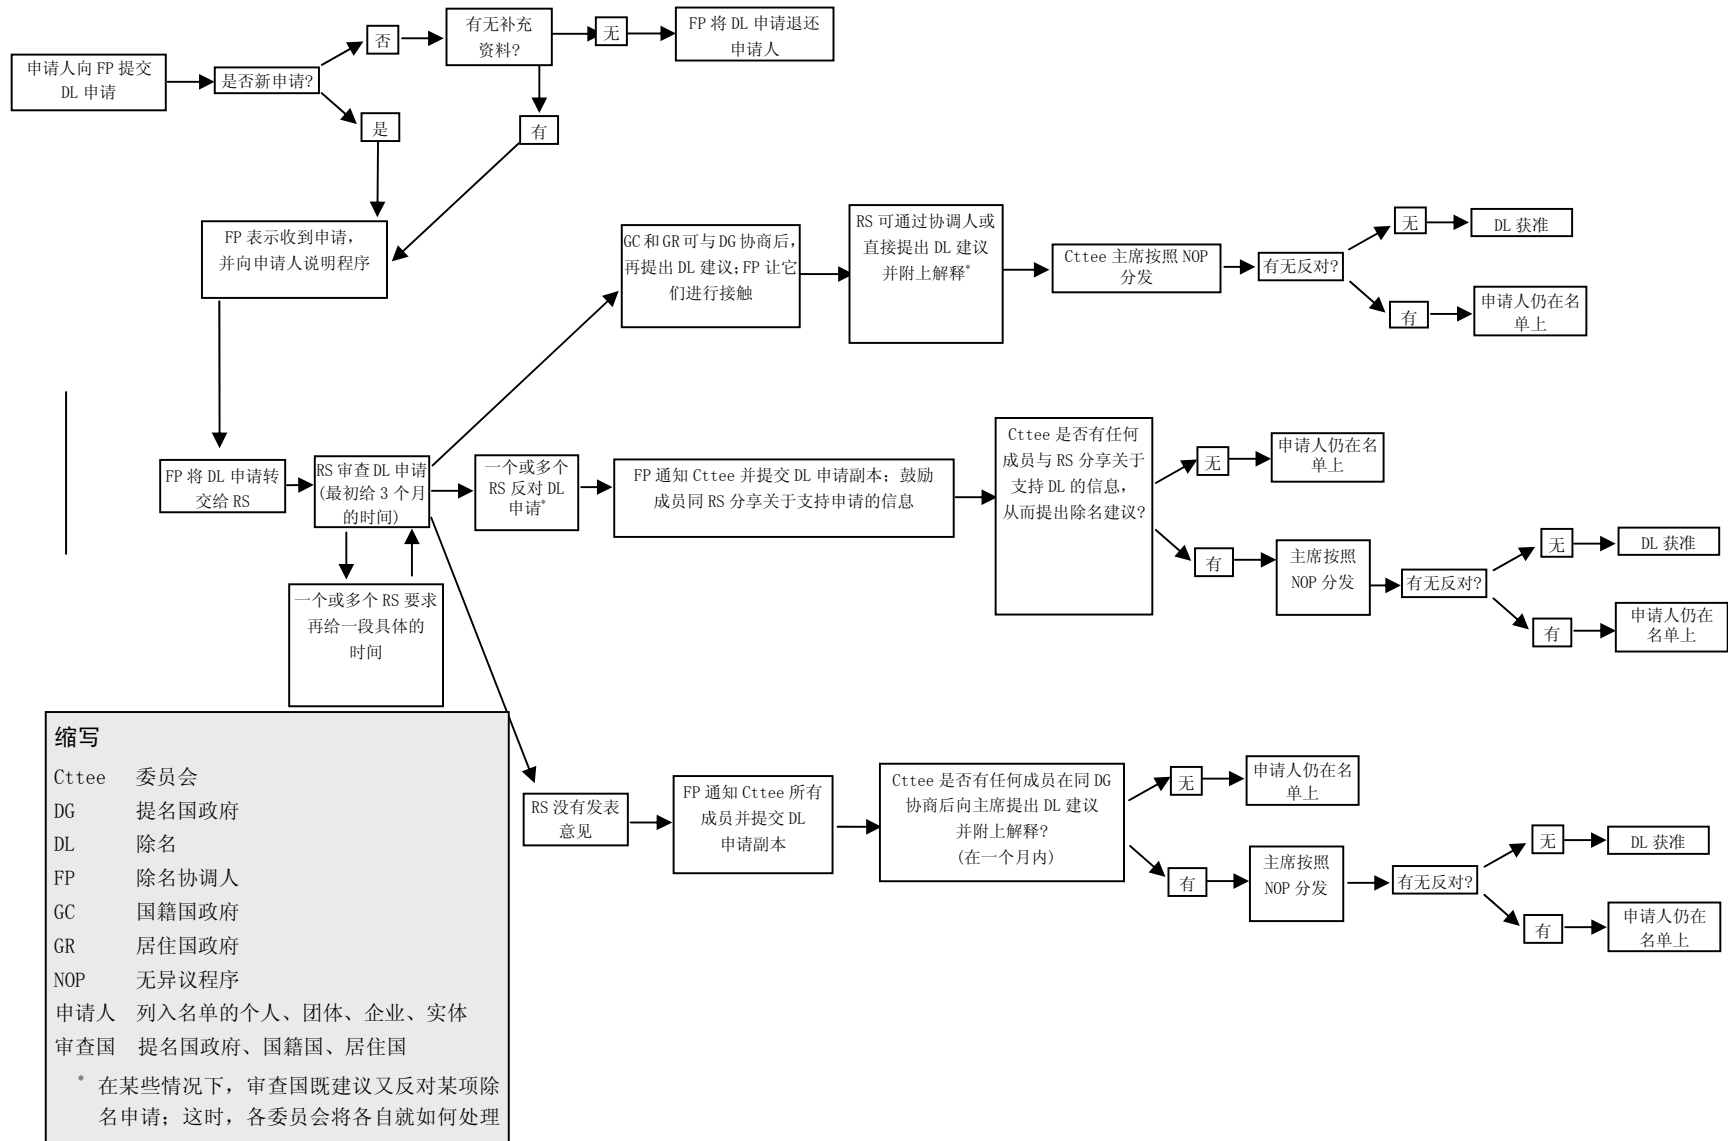 申请人向 FP 提交
DL 申请
是否新申请?
否
是
有无补充
资料?
无
有
FP 将 DL 申请退还
申请人
FP 表示收到申请,
并向申请人说明程序
FP 将 DL 申请转
交给 RS
RS 审查 DL 申请
(最初给 3 个月
的时间)
一个或多个 RS 要求
再给一段具体的
时间
GC 和 GR 可与 DG 协商后,
再提出 DL 建议;FP 让它
们进行接触
RS 可通过协调人或
直接提出 DL 建议
并附上解释*
Cttee 主席按照 NOP
分发
有无反对?
无
DL 获准
有
申请人仍在名
单上
一个或多个
RS 反对 DL
申请*
FP 通知 Cttee 并提交 DL 申请副本;鼓励
成员同 RS 分享关于支持申请的信息
Cttee 是否有任何
成员与 RS 分享关于
支持 DL 的信息,
从而提出除名建议?
无
申请人仍在名
单上
有
主席按照
NOP 分发
有无反对?
无
DL 获准
有
申请人仍在
名单上
RS 没有发表
意见
FP 通知 Cttee 所有
成员并提交 DL
申请副本
Cttee 是否有任何成员在同 DG
协商后向主席提出 DL 建议
并附上解释?
(在一个月内)
无
申请人仍在名
单上
有
主席按照
NOP 分发
有无反对?
无
DL 获准
有
申请人仍在
名单上
缩写
Cttee 委员会
DG 提名国政府
DL 除名
FP 除名协调人
GC 国籍国政府
GR 居住国政府
NOP 无异议程序
申请人 列入名单的个人、团体、企业、实体
审查国 提名国政府、国籍国、居住国
* 在某些情况下,审查国既建议又反对某项除
名申请;这时,各委员会将各自就如何处理